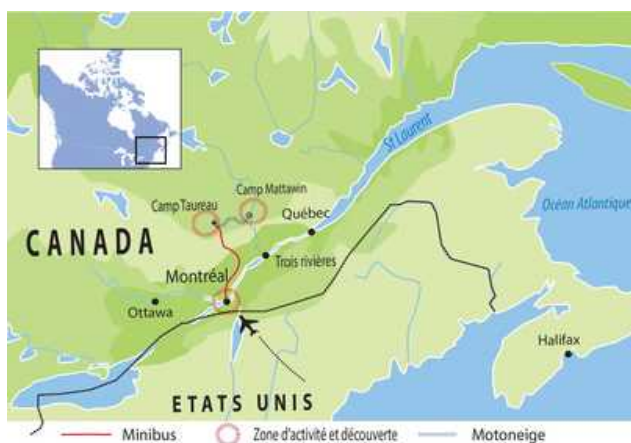 St Laurent
Camp Mattawin
Camp Taureau
Océan Atlantique
Québec
CANADA
Trois rivières
Montréal
Ottawa
Halifax
ETATS UNIS
Minibus
Zone d'activité et découverte
Motoneige